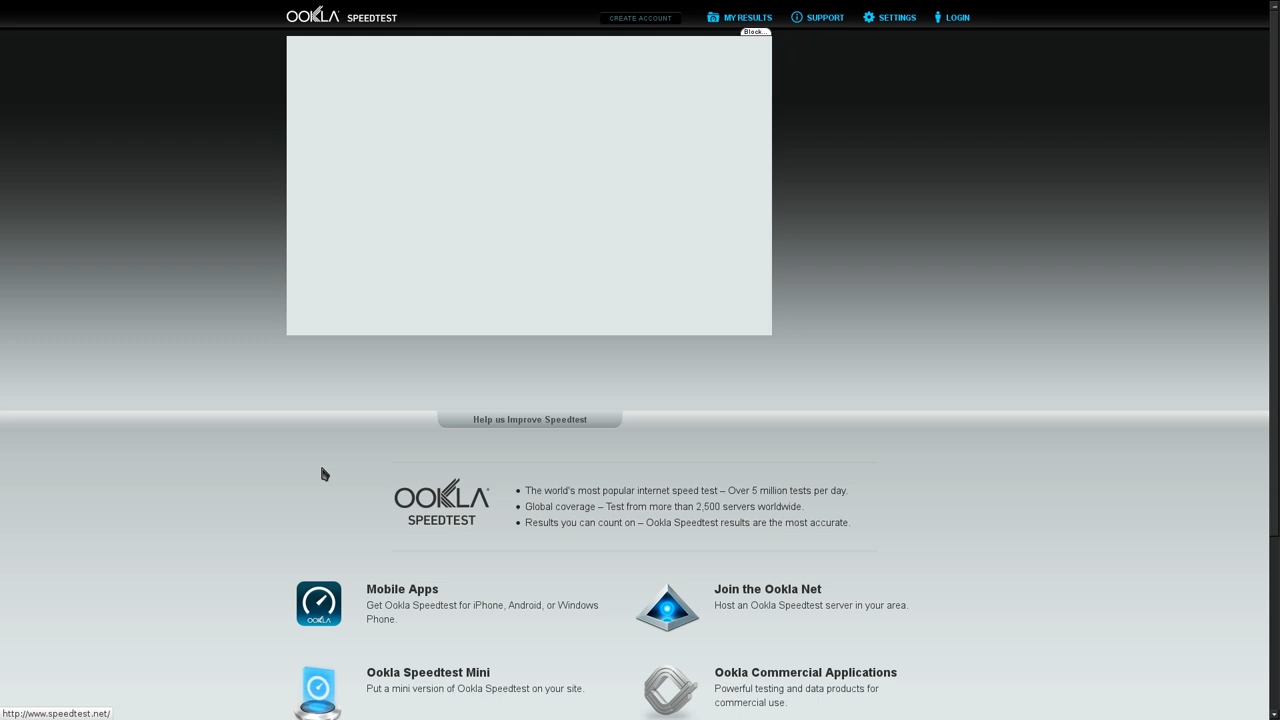 OOKLA SPEEDTEST
CREATE ACCOUNT
MY RESULTS
SUPPORT
SETTINGS
LOGIN
Block...
Help us Improve Speedtest
OOKLA
SPEEDTEST
• The world's most popular internet speed test – Over 5 million tests per day.
• Global coverage – Test from more than 2,500 servers worldwide.
• Results you can count on – Ookla Speedtest results are the most accurate.
OOKLA
Mobile Apps
Get Ookla Speedtest for iPhone, Android, or Windows
Phone.
Join the Ookla Net
Host an Ookla Speedtest server in your area.
Ookla Speedtest Mini
Put a mini version of Ookla Speedtest on your site.
Ookla Commercial Applications
Powerful testing and data products for
commercial use.
http://www.speedtest.net/